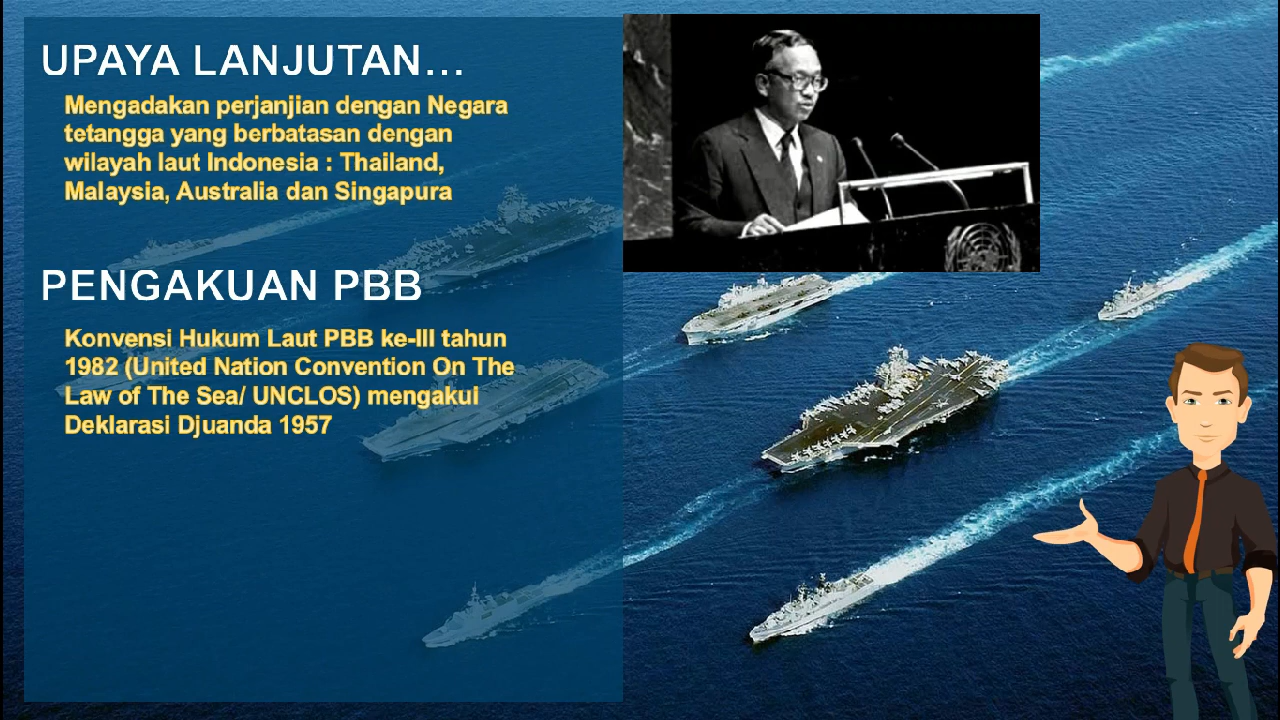 UPAYA LANJUTAN...
Mengadakan perjanjian dengan Negara
tetangga yang berbatasan dengan
wilayah laut Indonesia : Thailand,
Malaysia, Australia dan Singapura
PENGAKUAN PBB
Konvensi Hukum Laut PBB ke-III tahun
1982 (United Nation Convention On The
Law of The Sea/ UNCLOS) mengakui
Deklarasi Djuanda 1957